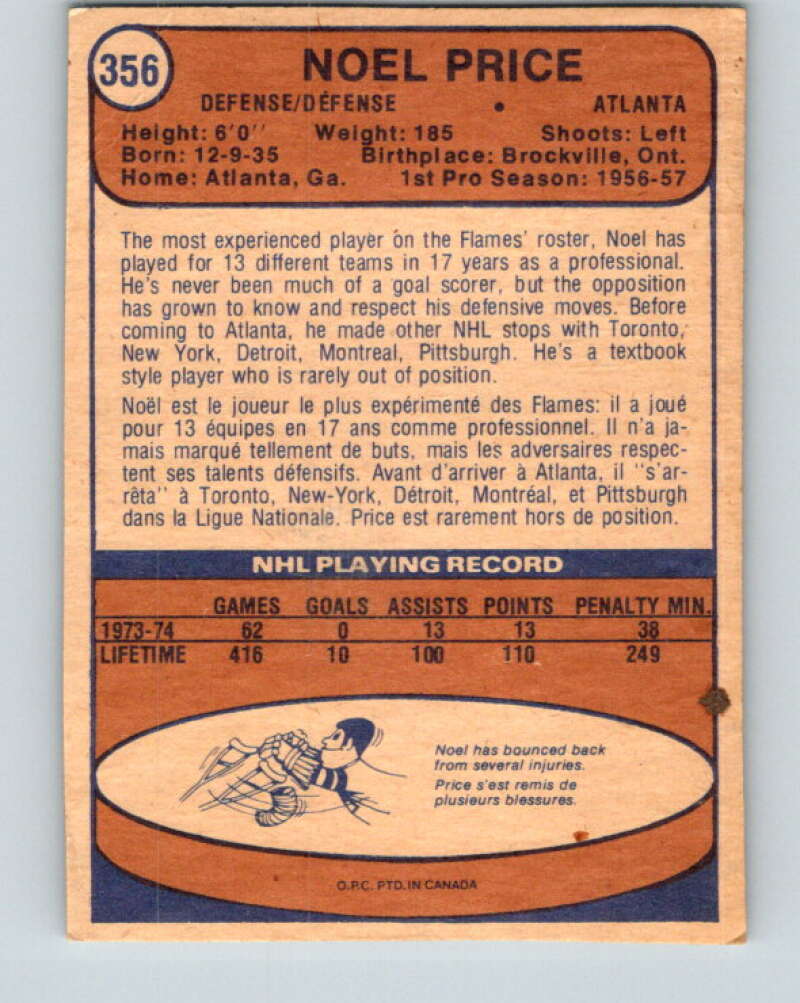 356
NOEL PRICE
DEFENSE/DÉFENSE • ATLANTA
Height: 6'0'' Weight: 185 Shoots: Left
Born: 12-9-35 Birthplace: Brockville, Ont.
Home: Atlanta, Ga. 1st Pro Season: 1956-57
The most experienced player on the Flames' roster, Noel has
played for 13 different teams in 17 years as a professional.
He's never been much of a goal scorer, but the opposition
has grown to know and respect his defensive moves. Before
coming to Atlanta, he made other NHL stops with Toronto,
New York, Detroit, Montreal, Pittsburgh. He's a textbook
style player who is rarely out of position.
Noël est le joueur le plus expérimenté des Flames: il a joué
pour 13 équipes en 17 ans comme professionnel. Il n'a ja-
mais marqué tellement de buts, mais les adversaires respec-
tent ses talents défensifs. Avant d'arriver à Atlanta, il "s'ar-
rêta" à Toronto, New-York, Détroit, Montréal, et Pittsburgh
dans la Ligue Nationale. Price est rarement hors de position.
NHL PLAYING RECORD
GAMES GOALS ASSISTS POINTS PENALTY MIN.
1973-74 62 0 13 13 38
LIFETIME 416 10 100 110 249
Noel has bounced back
from several injuries.
Price s'est remis de
plusieurs blessures.
O.P.C. PTD. IN CANADA